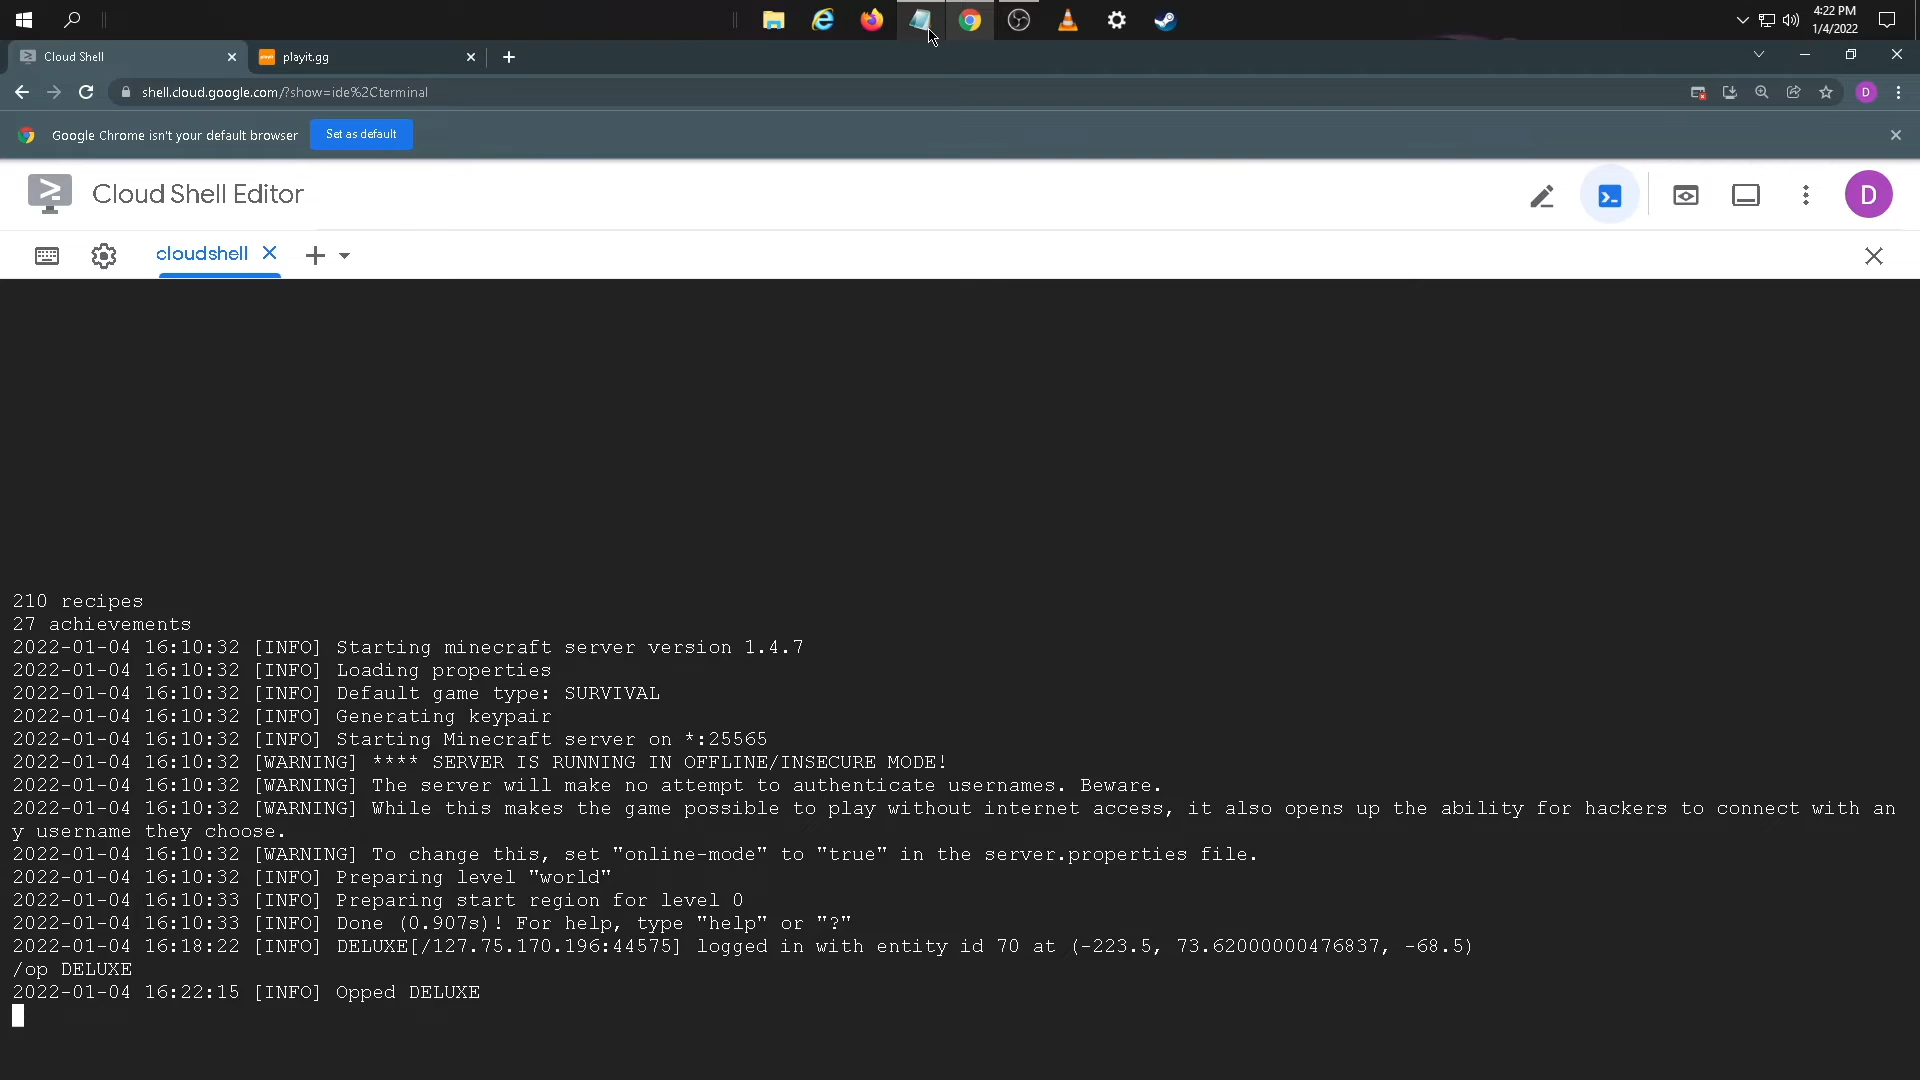 4:22 PM
1/4/2022
Cloud Shell
playit.gg
shell.cloud.google.com/?show=ide%2Cterminal
D
Google Chrome isn't your default browser
Set as default
Cloud Shell Editor
D
cloudshell
210 recipes
27 achievements
2022-01-04 16:10:32 [INFO] Starting minecraft server version 1.4.7
2022-01-04 16:10:32 [INFO] Loading properties
2022-01-04 16:10:32 [INFO] Default game type: SURVIVAL
2022-01-04 16:10:32 [INFO] Generating keypair
2022-01-04 16:10:32 [INFO] Starting Minecraft server on *:25565
2022-01-04 16:10:32 [WARNING] **** SERVER IS RUNNING IN OFFLINE/INSECURE MODE!
2022-01-04 16:10:32 [WARNING] The server will make no attempt to authenticate usernames. Beware.
2022-01-04 16:10:32 [WARNING] While this makes the game possible to play without internet access, it also opens up the ability for hackers to connect with an
y username they choose.
2022-01-04 16:10:32 [WARNING] To change this, set "online-mode" to "true" in the server.properties file.
2022-01-04 16:10:32 [INFO] Preparing level "world"
2022-01-04 16:10:33 [INFO] Preparing start region for level 0
2022-01-04 16:10:33 [INFO] Done (0.907s)! For help, type "help" or "?"
2022-01-04 16:18:22 [INFO] DELUXE[/127.75.170.196:44575] logged in with entity id 70 at (-223.5, 73.62000000476837, -68.5)
/op DELUXE
2022-01-04 16:22:15 [INFO] Opped DELUXE